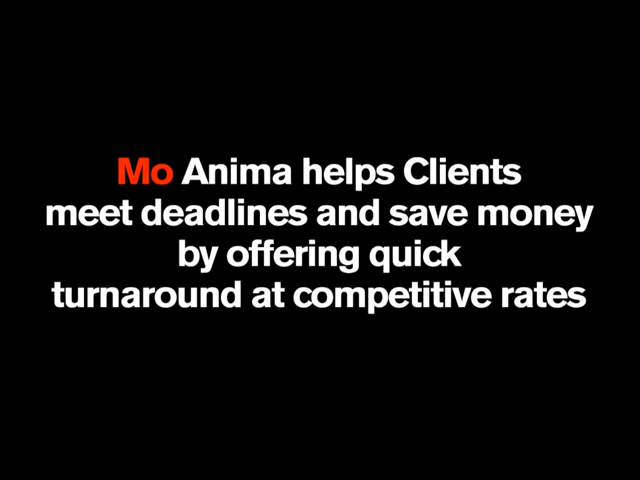 Mo Anima helps Clients
meet deadlines and save money
by offering quick
turnaround at competitive rates